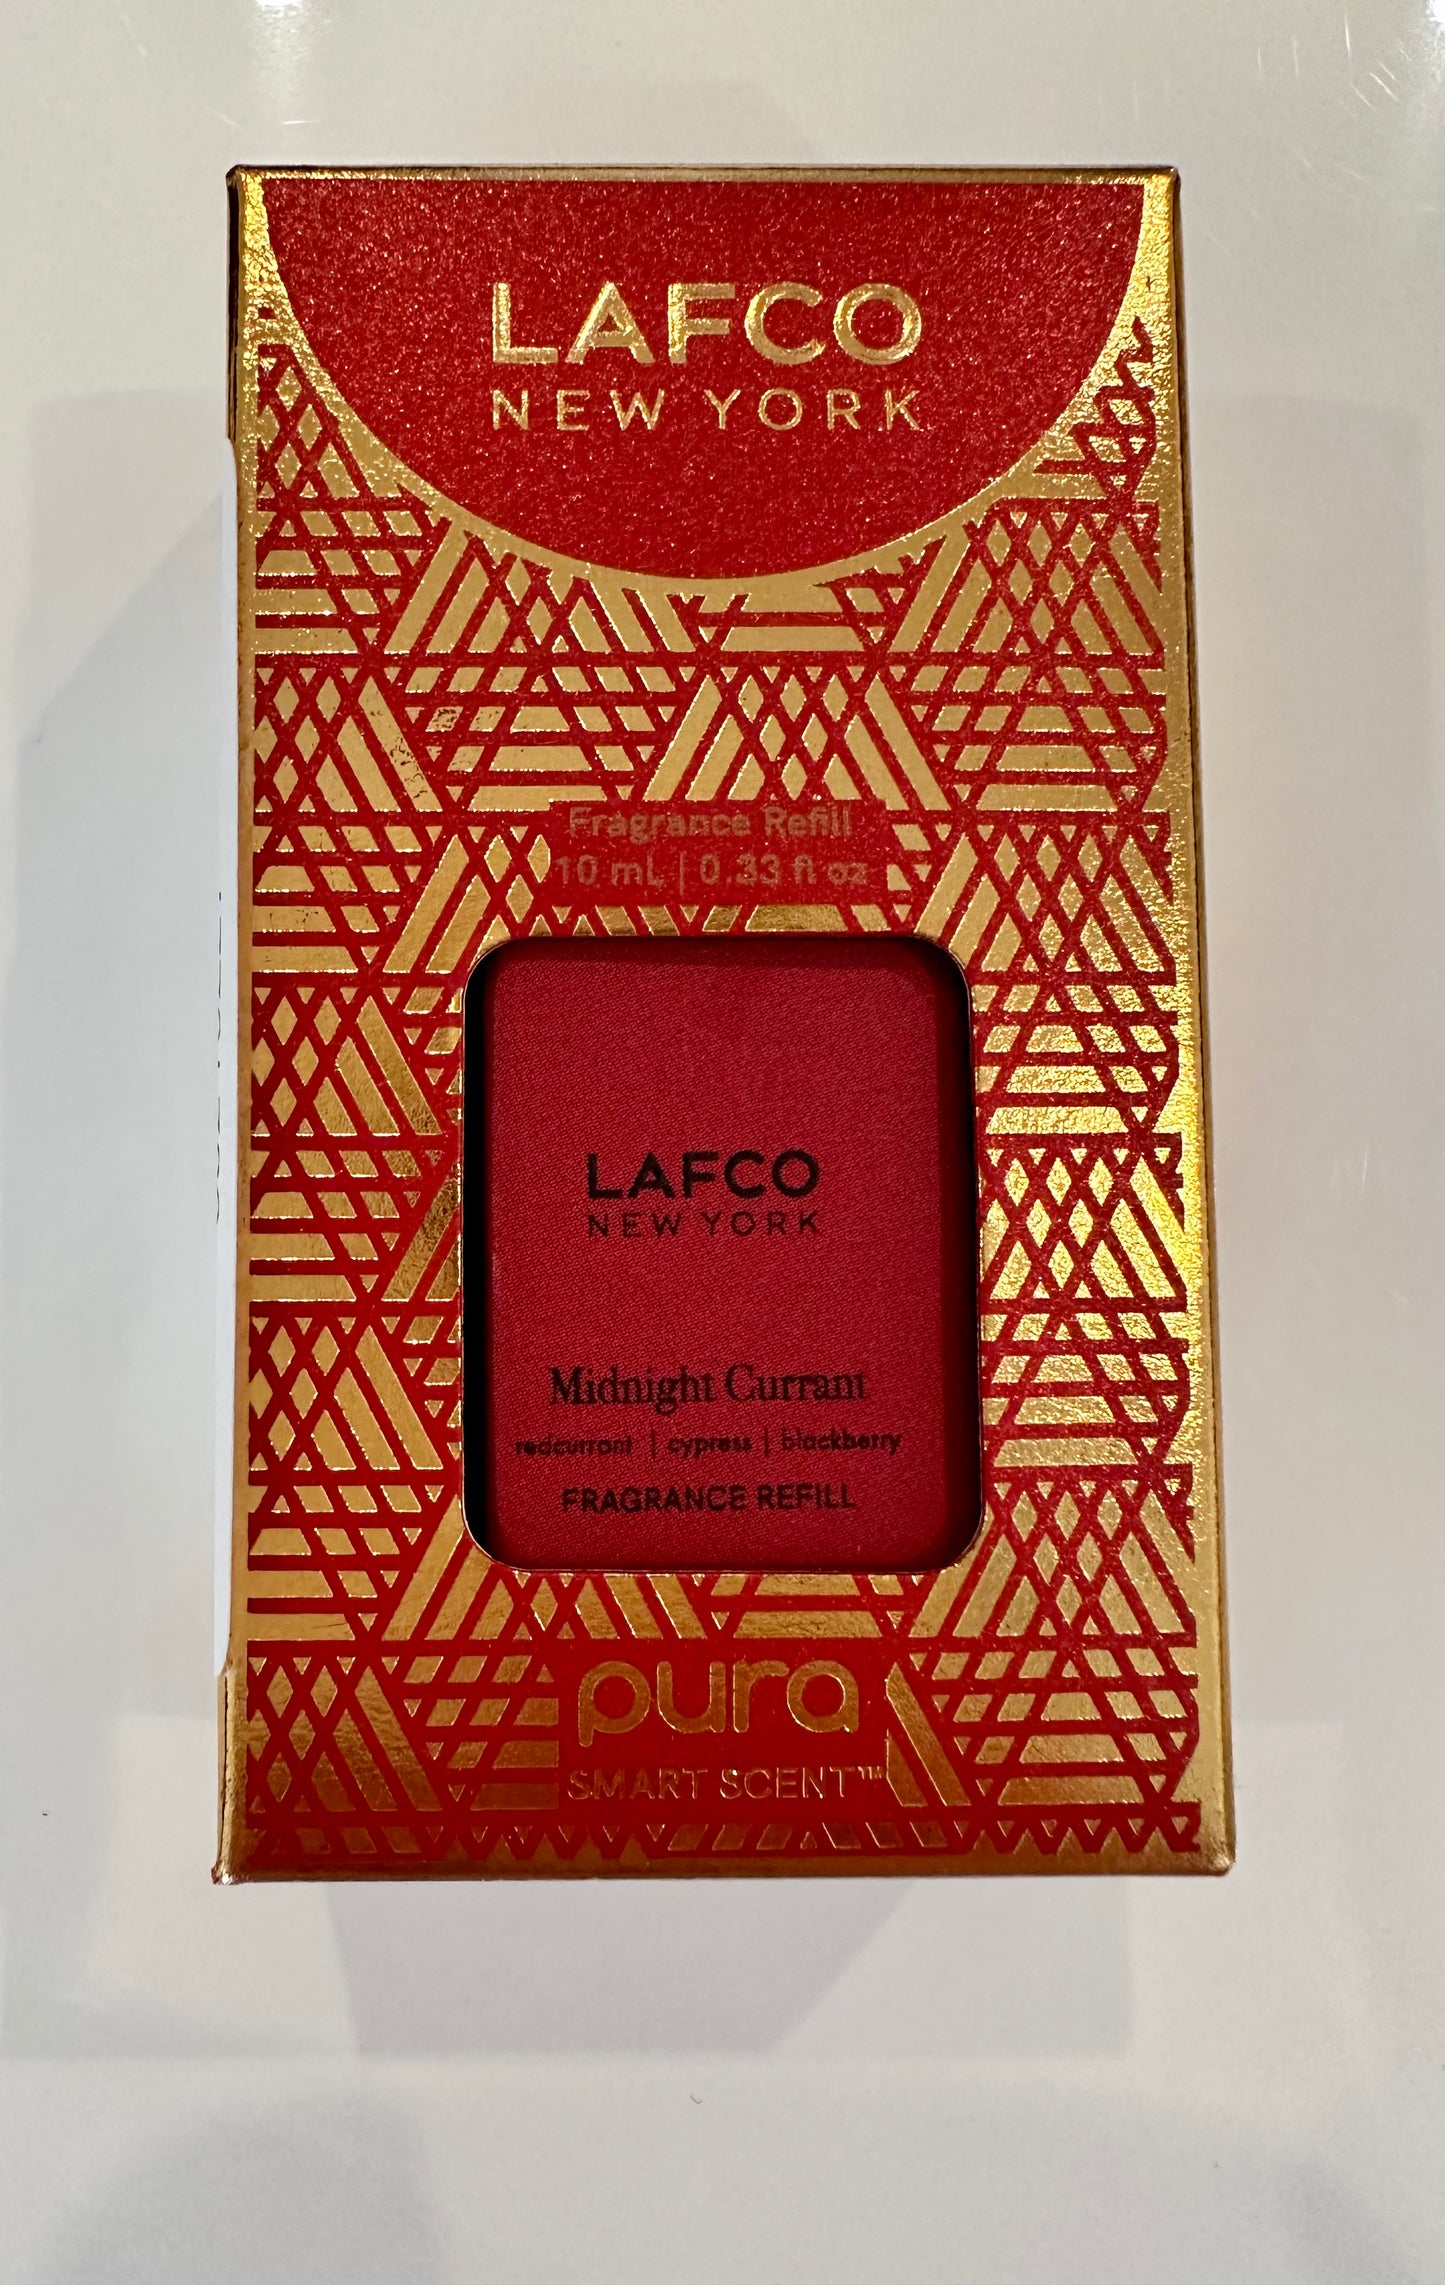 LAFCO
NEW YORK
Fragrance Refill
10 mL | 0.33 fl oz
LAFCO
NEW YORK
Midnight Currant
redcurrant | cypress | blackberry
FRAGRANCE REFILL
pura
SMART SCENT™